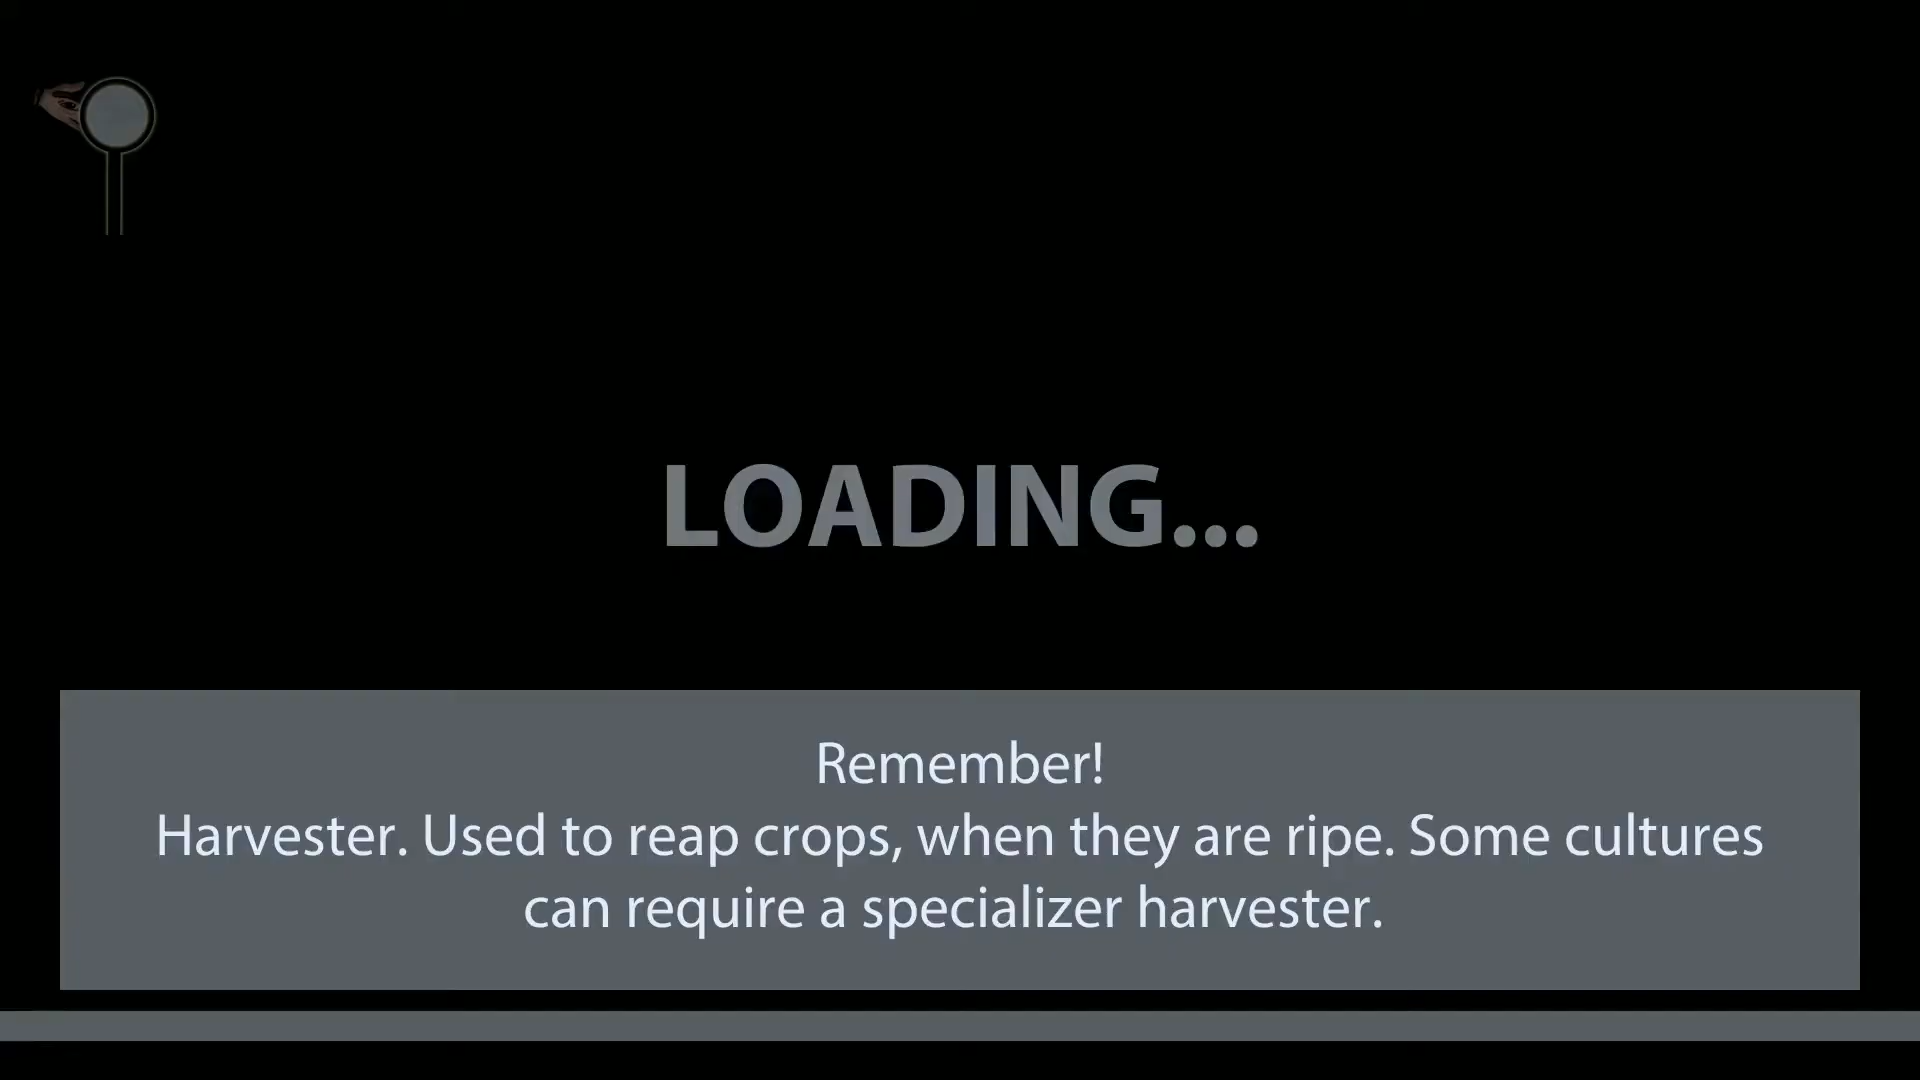 LOADING...
Remember!
Harvester. Used to reap crops, when they are ripe. Some cultures
can require a specializer harvester.